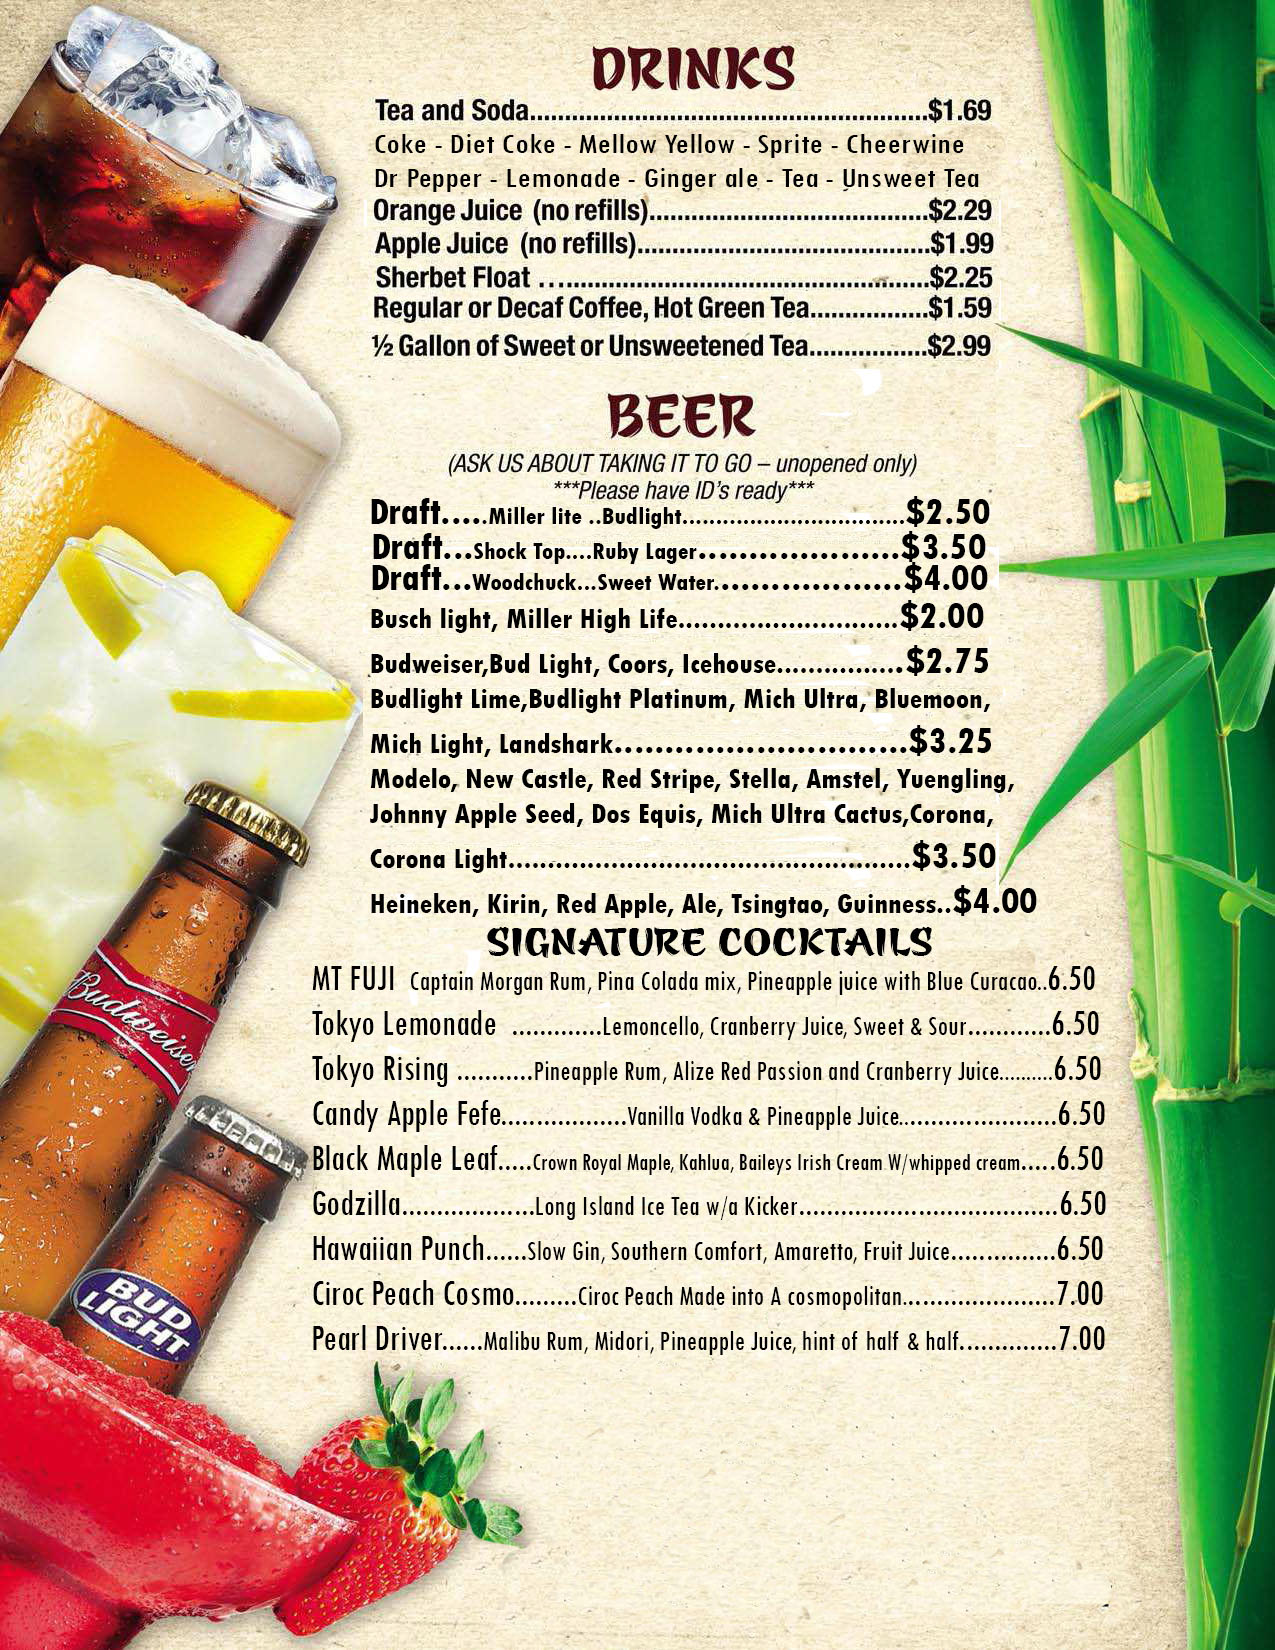 DRINKS
Tea and Soda.........................................................$1.69
Coke - Diet Coke - Mellow Yellow - Sprite - Cheerwine
Dr Pepper - Lemonade - Ginger ale - Tea - Unsweet Tea
Orange Juice (no refills)........................................$2.29
Apple Juice (no refills)..........................................$1.99
Sherbet Float ….....................................................$2.25
Regular or Decaf Coffee, Hot Green Tea.................$1.59
½ Gallon of Sweet or Unsweetened Tea.................$2.99
BEER
(ASK US ABOUT TAKING IT TO GO – unopened only)
***Please have ID's ready***
Draft.....Miller lite ..Budlight.................................$2.50
Draft...Shock Top....Ruby Lager....................$3.50
Draft...Woodchuck...Sweet Water...................$4.00
Busch light, Miller High Life............................$2.00
Budweiser,Bud Light, Coors, Icehouse................$2.75
Budlight Lime,Budlight Platinum, Mich Ultra, Bluemoon,
Mich Light, Landshark.............................$3.25
Modelo, New Castle, Red Stripe, Stella, Amstel, Yuengling,
Johnny Apple Seed, Dos Equis, Mich Ultra Cactus,Corona,
Corona Light...................................................$3.50
Heineken, Kirin, Red Apple, Ale, Tsingtao, Guinness..$4.00
SIGNATURE COCKTAILS
MT FUJI Captain Morgan Rum, Pina Colada mix, Pineapple juice with Blue Curacao..6.50
Tokyo Lemonade .............Lemoncello, Cranberry Juice, Sweet & Sour............6.50
Tokyo Rising ...........Pineapple Rum, Alize Red Passion and Cranberry Juice..........6.50
Candy Apple Fefe..................Vanilla Vodka & Pineapple Juice.......................6.50
Black Maple Leaf.....Crown Royal Maple, Kahlua, Baileys Irish Cream W/whipped cream.....6.50
Godzilla...................Long Island Ice Tea w/a Kicker.....................................6.50
Hawaiian Punch......Slow Gin, Southern Comfort, Amaretto, Fruit Juice...............6.50
Ciroc Peach Cosmo.........Ciroc Peach Made into A cosmopolitan......................7.00
Pearl Driver......Malibu Rum, Midori, Pineapple Juice, hint of half & half..............7.00
Budweiser
BUD
LIGHT